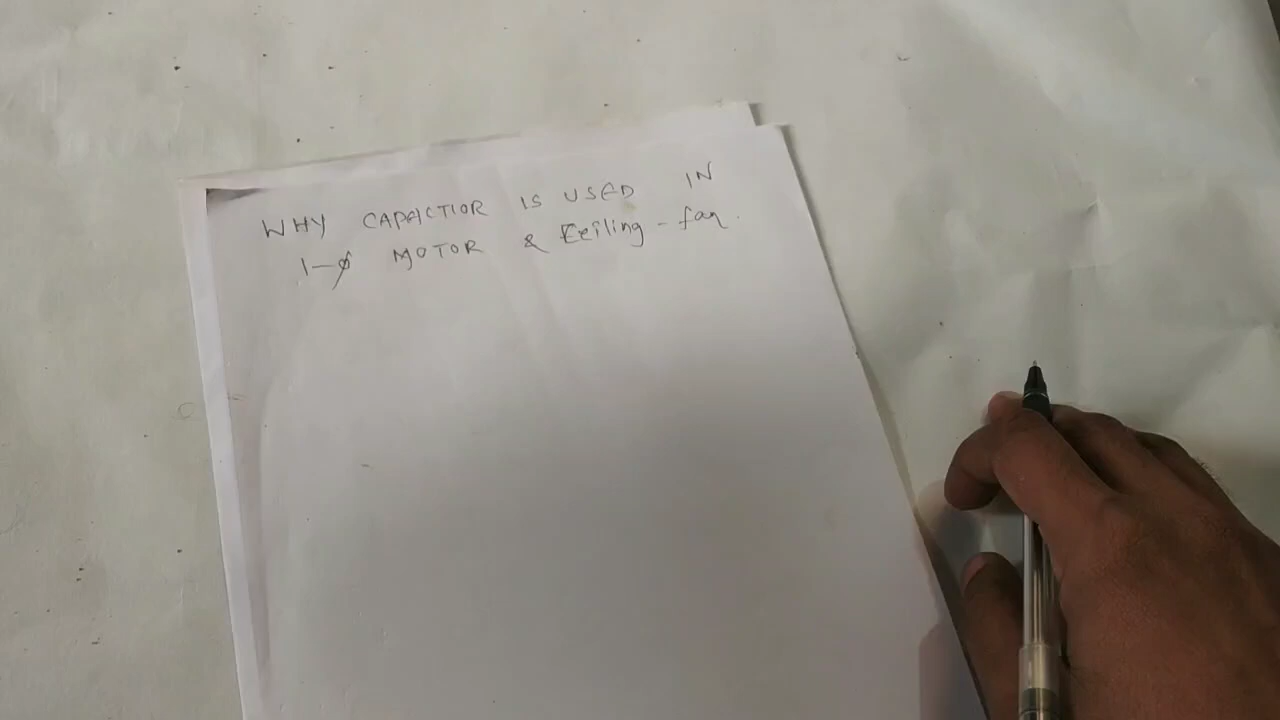 WHY CAPACTIOR IS USED IN
1-φ MOTOR & Ceiling-fan.